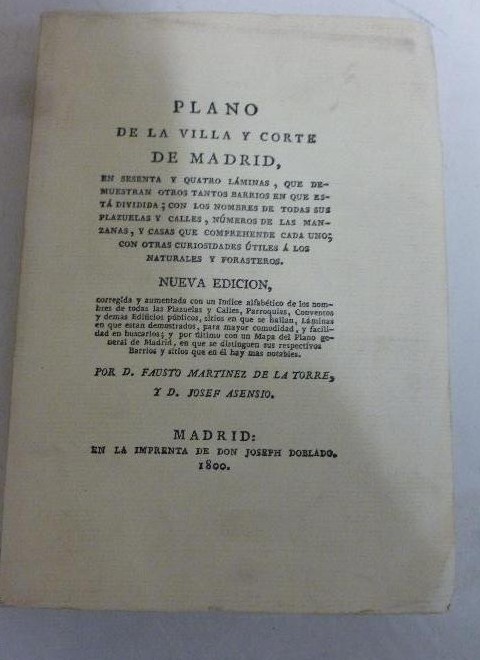 PLANO
DE LA VILLA Y CORTE
DE MADRID,
EN SESENTA Y QUATRO LÁMINAS, QUE DE-
MUESTRAN OTROS TANTOS BARRIOS EN QUE ES-
TÁ DIVIDIDA; CON LOS NOMBRES DE TODAS SUS
PLAZUELAS Y CALLES, NÚMEROS DE LAS MAN-
ZANAS, Y CASAS QUE COMPREHENDE CADA UNO;
CON OTRAS CURIOSIDADES ÚTILES Á LOS
NATURALES Y FORASTEROS.
NUEVA EDICION,
corregida y aumentada con un Indice alfabético de los nom-
bres de todas las Plazuelas y Calles, Parroquias, Conventos
y demas Edificios públicos, sitios en que se hallan, Láminas
en que estan demostrados, para mayor comodidad, y facili-
dad en buscarlos; y por último con un Mapa del Plano ge-
neral de Madrid, en que se distinguen sus respectivos
Barrios y sitios que en él hay mas notables.
POR D. FAUSTO MARTINEZ DE LA TORRE,
Y D. JOSEF ASENSIO.
MADRID:
EN LA IMPRENTA DE DON JOSEPH DOBLADO.
1800.